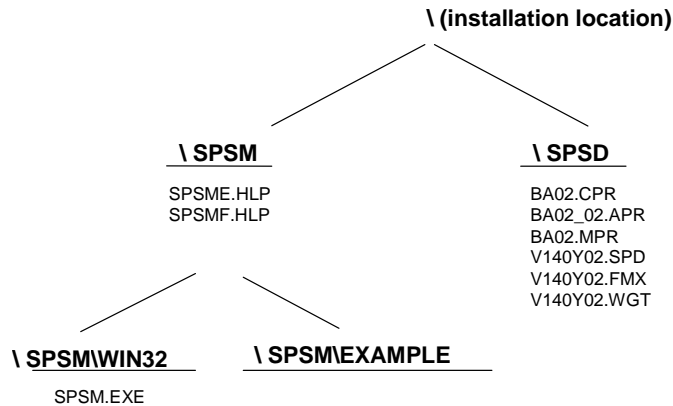 \ (installation location)
\ SPSM
SPSME.HLP
SPSMF.HLP
\ SPSD
BA02.CPR
BA02_02.APR
BA02.MPR
V140Y02.SPD
V140Y02.FMX
V140Y02.WGT
\ SPSM\WIN32
SPSM.EXE
\ SPSM\EXAMPLE